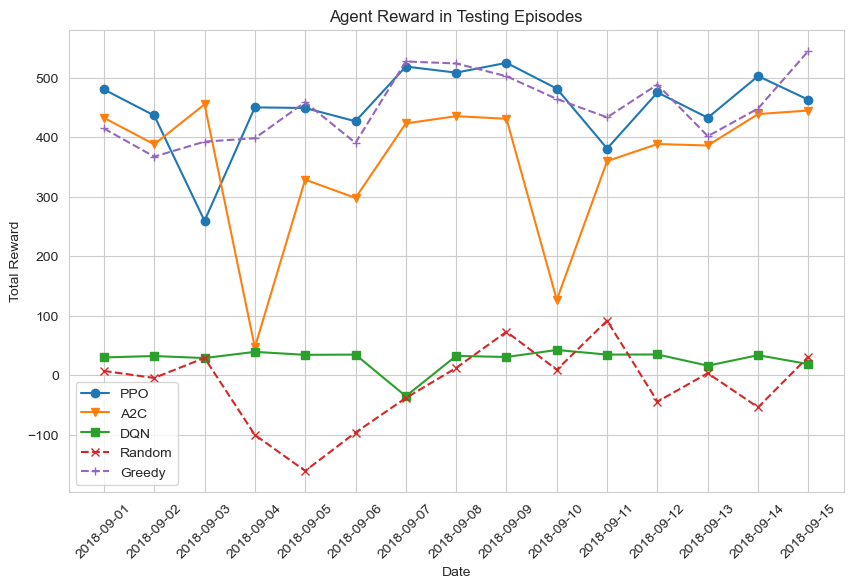 Agent Reward in Testing Episodes
Total Reward
500
400
300
200
100
0
−100
PPO
A2C
DQN
Random
Greedy
2018-09-01
2018-09-02
2018-09-03
2018-09-04
2018-09-05
2018-09-06
2018-09-07
2018-09-08
2018-09-09
2018-09-10
2018-09-11
2018-09-12
2018-09-13
2018-09-14
2018-09-15
Date